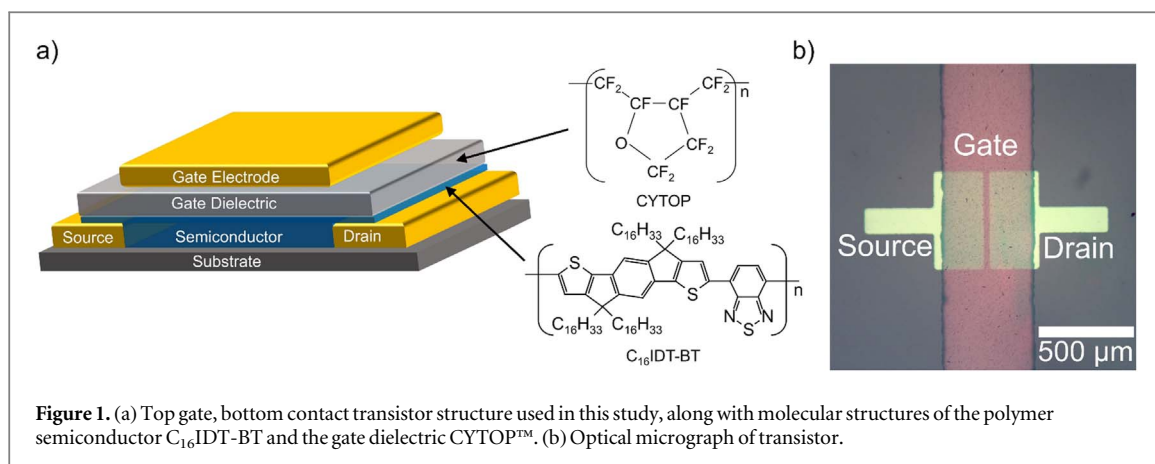 a)
Gate Electrode
Gate Dielectric
Source
Semiconductor
Drain
Substrate
CF₂
CF
CF
CF₂
n
O
CF₂
CF₂
CYTOP
C₁₆H₃₃
C₁₆H₃₃
S
S
n
C₁₆H₃₃
C₁₆H₃₃
N
N
S
C₁₆IDT-BT
b)
Gate
Source
Drain
500 µm
Figure 1. (a) Top gate, bottom contact transistor structure used in this study, along with molecular structures of the polymer
semiconductor C₁₆IDT-BT and the gate dielectric CYTOP™. (b) Optical micrograph of transistor.